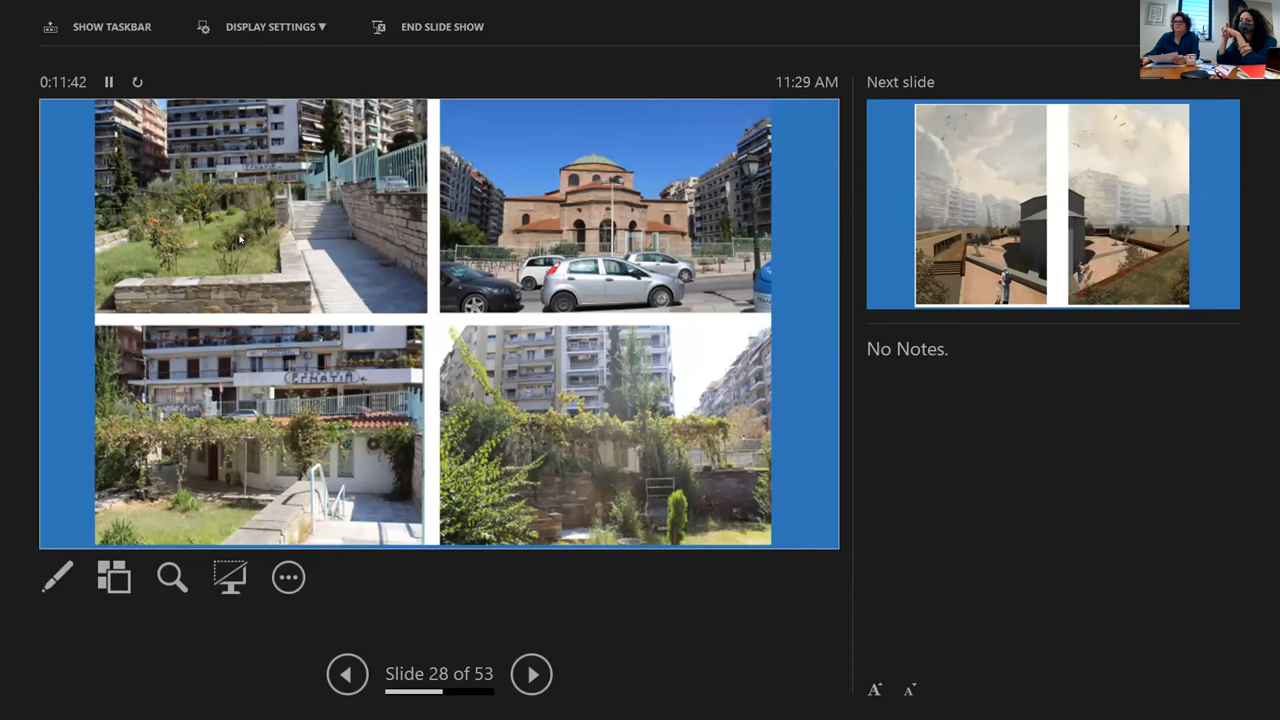 SHOW TASKBAR
DISPLAY SETTINGS ▼
END SLIDE SHOW
0:11:42
11:29 AM
Next slide
No Notes.
Slide 28 of 53
A A